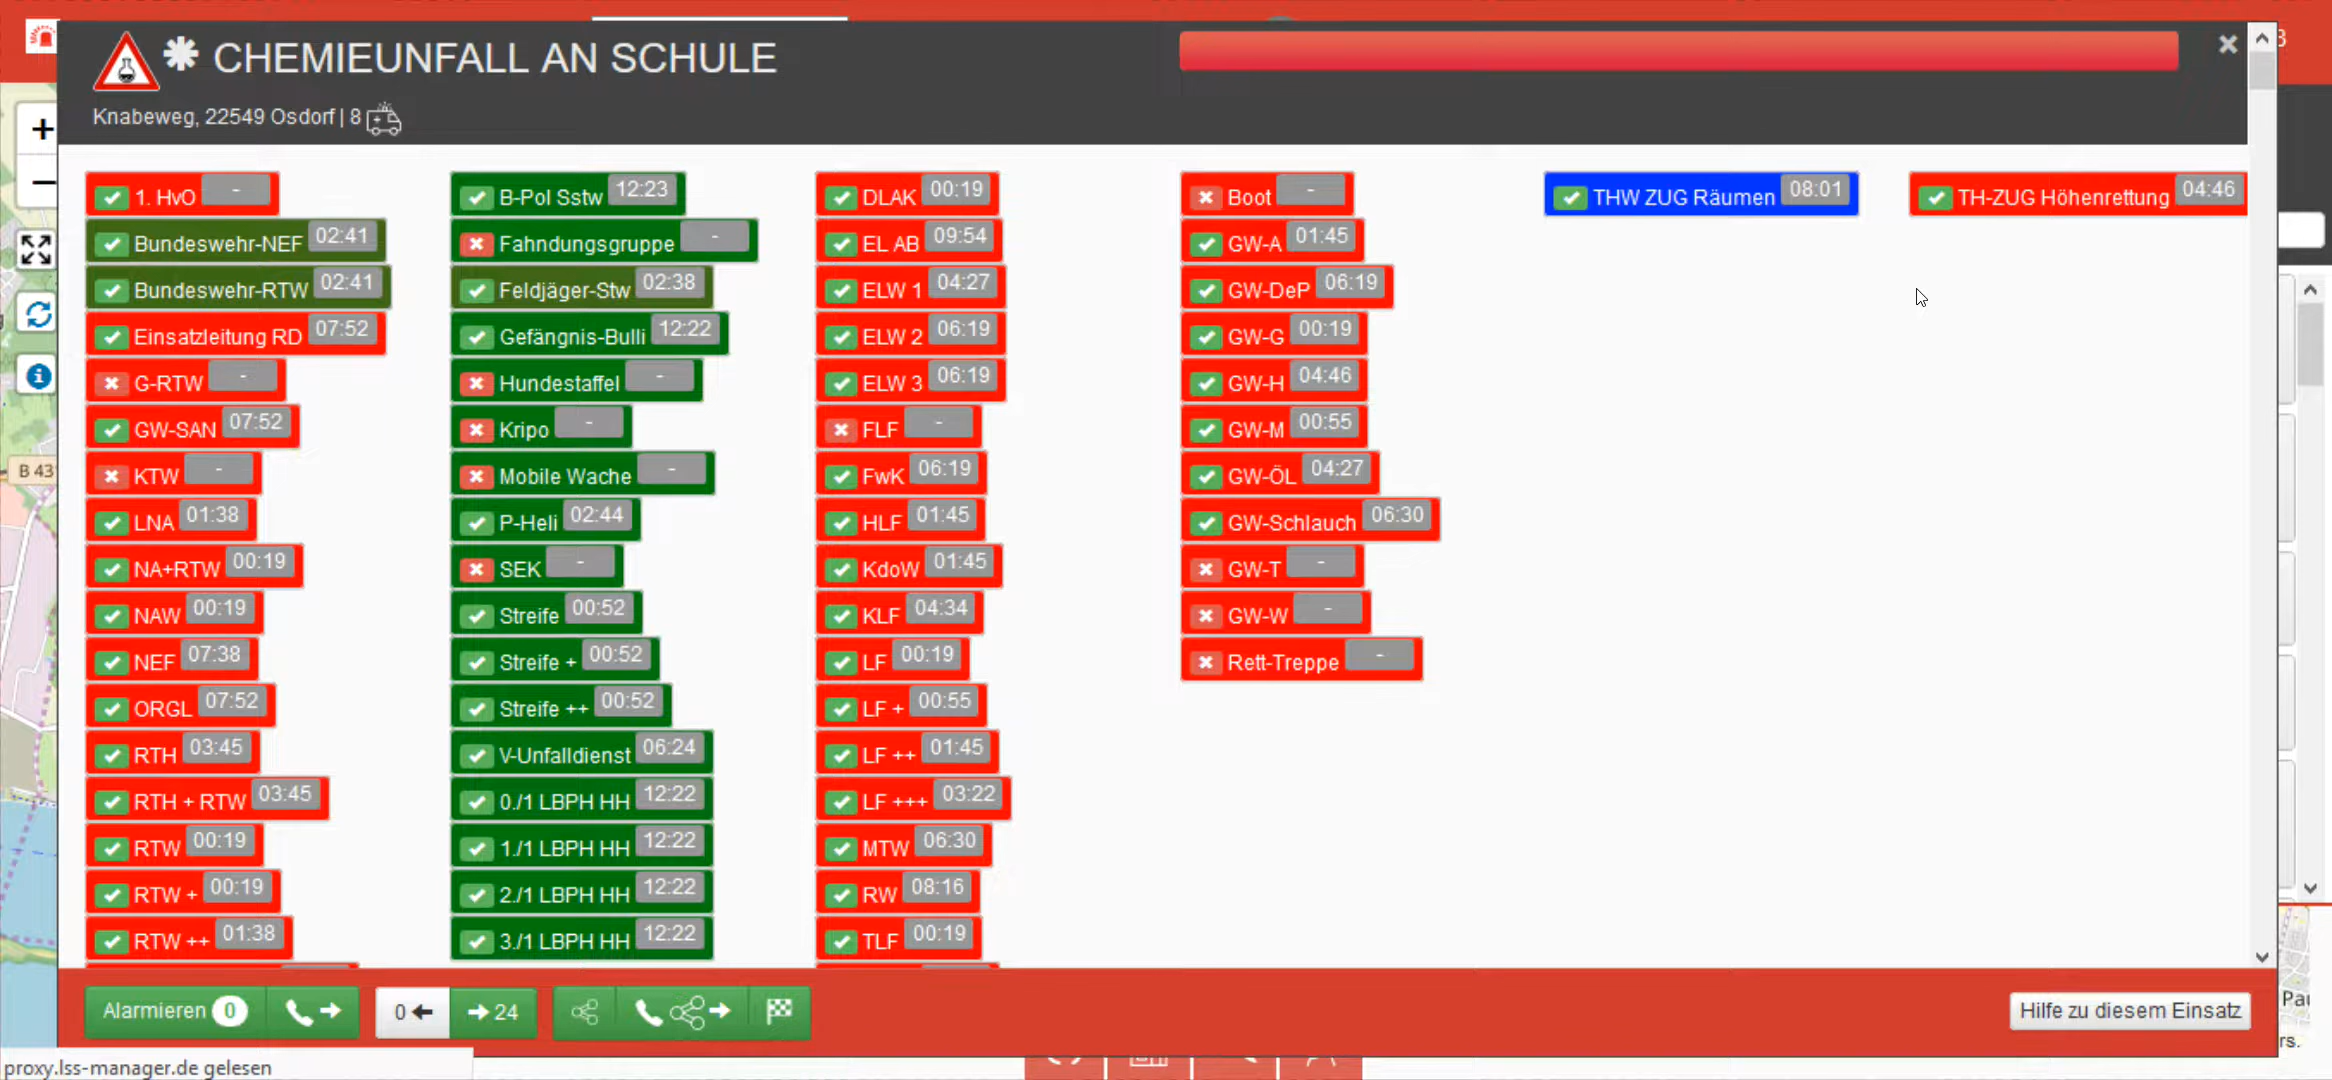 CHEMIEUNFALL AN SCHULE
Knabeweg, 22549 Osdorf | 8
1. HvO -
Bundeswehr-NEF 02:41
Bundeswehr-RTW 02:41
Einsatzleitung RD 07:52
G-RTW -
GW-SAN 07:52
KTW -
LNA 01:38
NA+RTW 00:19
NAW 00:19
NEF 07:38
ORGL 07:52
RTH 03:45
RTH + RTW 03:45
RTW 00:19
RTW + 00:19
RTW ++ 01:38
B-Pol Sstw 12:23
Fahndungsgruppe -
Feldjäger-Stw 02:38
Gefängnis-Bulli 12:22
Hundestaffel -
Kripo -
Mobile Wache -
P-Heli 02:44
SEK -
Streife 00:52
Streife + 00:52
Streife ++ 00:52
V-Unfalldienst 06:24
0./1 LBPH HH 12:22
1./1 LBPH HH 12:22
2./1 LBPH HH 12:22
3./1 LBPH HH 12:22
DLAK 00:19
EL AB 09:54
ELW 1 04:27
ELW 2 06:19
ELW 3 06:19
FLF -
FwK 06:19
HLF 01:45
KdoW 01:45
KLF 04:34
LF 00:19
LF + 00:55
LF ++ 01:45
LF +++ 03:22
MTW 06:30
RW 08:16
TLF 00:19
Boot -
GW-A 01:45
GW-DeP 06:19
GW-G 00:19
GW-H 04:46
GW-M 00:55
GW-ÖL 04:27
GW-Schlauch 06:30
GW-T -
GW-W -
Rett-Treppe -
THW ZUG Räumen 08:01
TH-ZUG Höhenrettung 04:46
Alarmieren 0
0
24
Hilfe zu diesem Einsatz
proxy.lss-manager.de gelesen
+
−
B 43
3
Pau
rs.